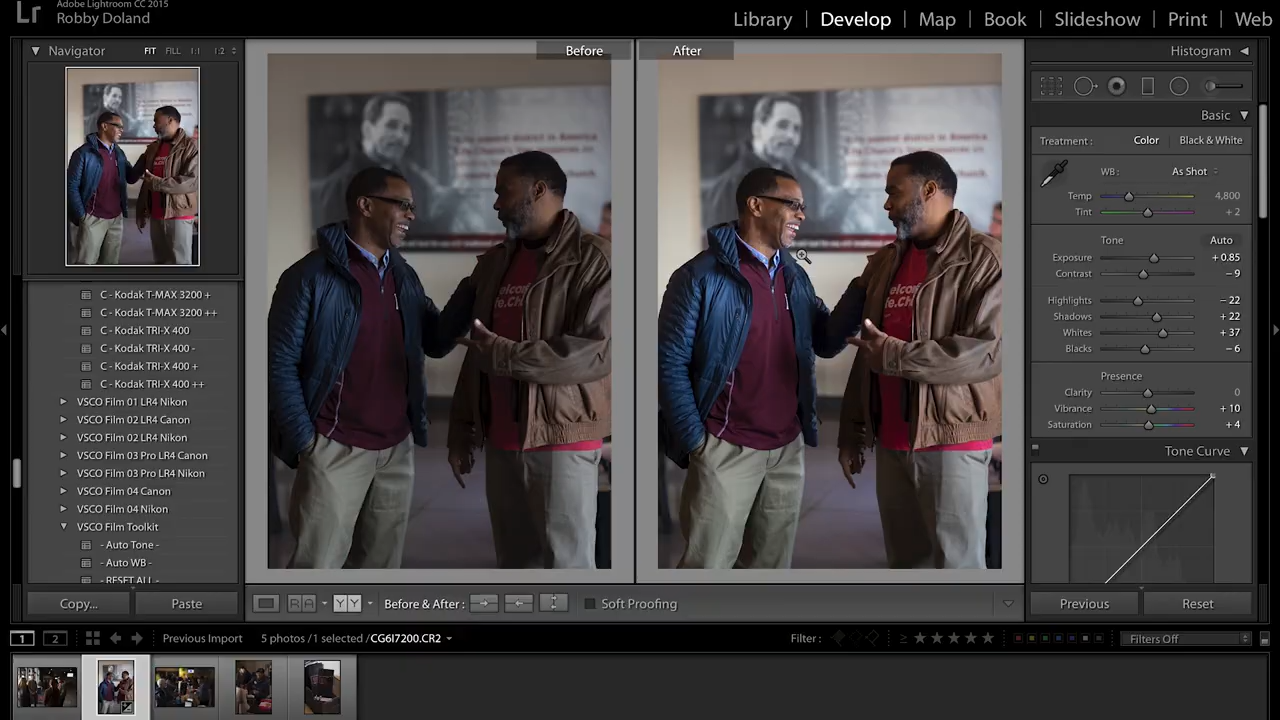 Lr
Adobe Lightroom CC 2015
Robby Doland
Library | Develop | Map | Book | Slideshow | Print | Web
Navigator FIT FILL 1:1 1:2
C - Kodak T-MAX 3200 +
C - Kodak T-MAX 3200 ++
C - Kodak TRI-X 400
C - Kodak TRI-X 400 -
C - Kodak TRI-X 400 +
C - Kodak TRI-X 400 ++
VSCO Film 01 LR4 Nikon
VSCO Film 02 LR4 Canon
VSCO Film 02 LR4 Nikon
VSCO Film 03 Pro LR4 Canon
VSCO Film 03 Pro LR4 Nikon
VSCO Film 04 Canon
VSCO Film 04 Nikon
VSCO Film Toolkit
- Auto Tone -
- Auto WB -
- RESET ALL -
Copy... Paste
Before After
Histogram
Basic
Treatment : Color | Black & White
WB : As Shot
Temp 4,800
Tint + 2
Tone Auto
Exposure + 0.85
Contrast - 9
Highlights - 22
Shadows + 22
Whites + 37
Blacks - 6
Presence
Clarity 0
Vibrance + 10
Saturation + 4
Tone Curve
Previous Reset
R A Y Y Before & After : Soft Proofing
1 2 Previous Import 5 photos / 1 selected / CG6I7200.CR2 Filter : ≥ Filters Off